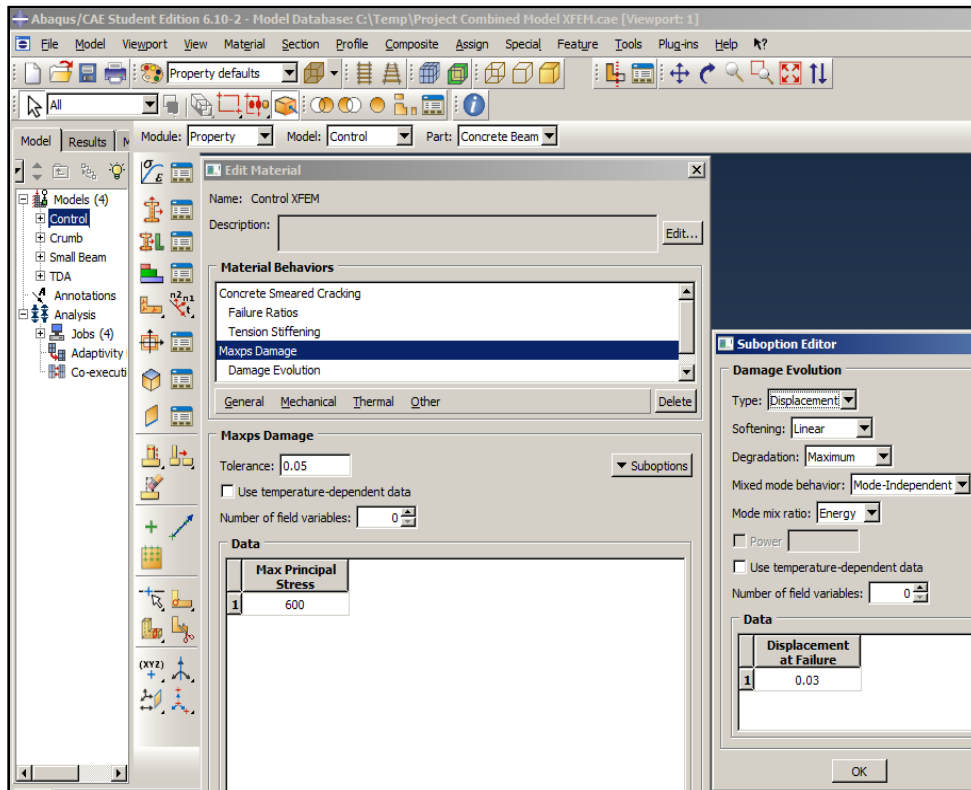 Abaqus/CAE Student Edition 6.10-2 - Model Database: C:\Temp\Project Combined Model XFEM.cae [Viewport: 1]
File Model Viewport View Material Section Profile Composite Assign Special Feature Tools Plug-ins Help
Property defaults
All
Model Results M
Module: Property Model: Control Part: Concrete Beam
Models (4)
Control
Crumb
Small Beam
TDA
Annotations
Analysis
Jobs (4)
Adaptivity
Co-executi
Edit Material
Name: Control XFEM
Description:
Edit...
Material Behaviors
Concrete Smeared Cracking
Failure Ratios
Tension Stiffening
Maxps Damage
Damage Evolution
General Mechanical Thermal Other Delete
Maxps Damage
Tolerance: 0.05
Suboptions
Use temperature-dependent data
Number of field variables: 0
Data
Max Principal
Stress
1 600
Suboption Editor
Damage Evolution
Type: Displacement
Softening: Linear
Degradation: Maximum
Mixed mode behavior: Mode-Independent
Mode mix ratio: Energy
Power
Use temperature-dependent data
Number of field variables: 0
Data
Displacement
at Failure
1 0.03
OK
σ
ε
n2 n1
t
(XYZ)